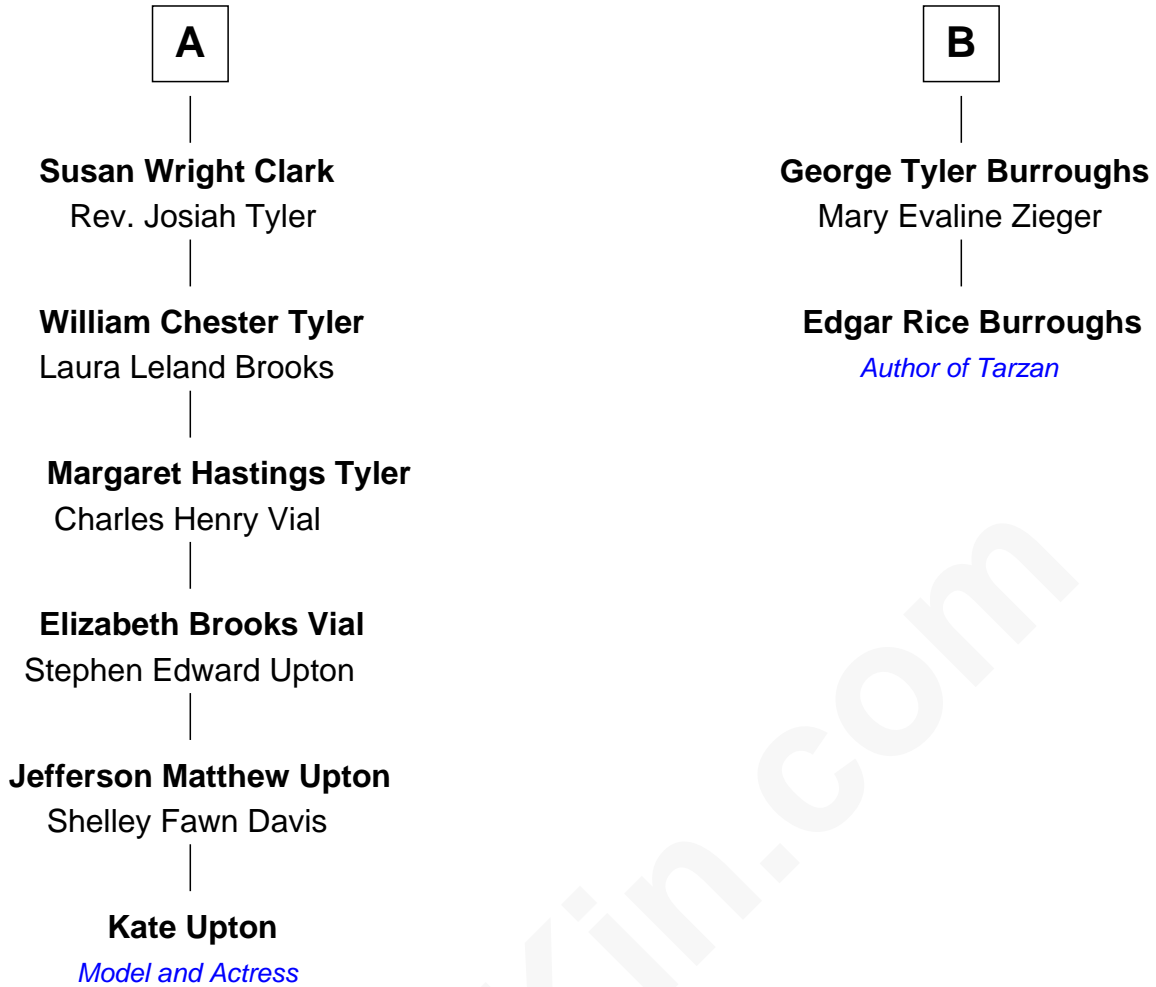 A
Susan Wright Clark
Rev. Josiah Tyler
William Chester Tyler
Laura Leland Brooks
Margaret Hastings Tyler
Charles Henry Vial
Elizabeth Brooks Vial
Stephen Edward Upton
Jefferson Matthew Upton
Shelley Fawn Davis
Kate Upton
Model and Actress
B
George Tyler Burroughs
Mary Evaline Zieger
Edgar Rice Burroughs
Author of Tarzan
Kin.com